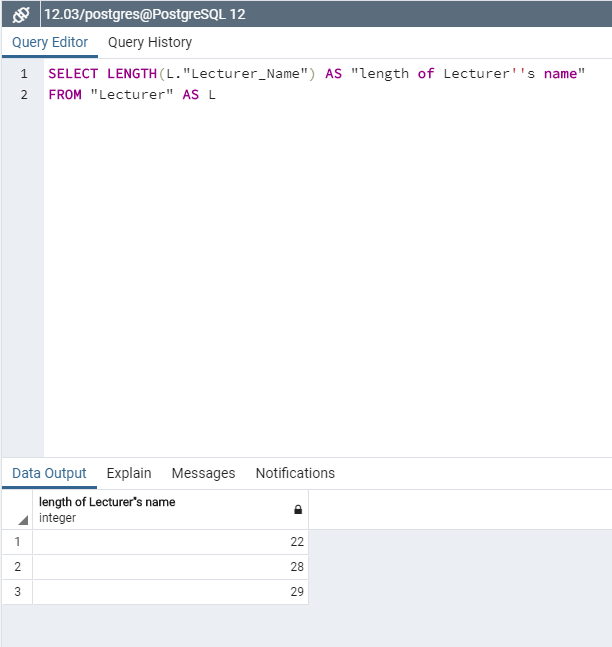 12.03/postgres@PostgreSQL 12
Query Editor Query History
1 SELECT LENGTH(L."Lecturer_Name") AS "length of Lecturer''s name"
2 FROM "Lecturer" AS L
Data Output Explain Messages Notifications
length of Lecturer''s name
integer
1 22
2 28
3 29